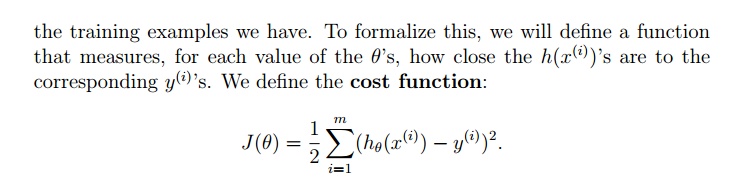 the training examples we have. To formalize this, we will define a function
that measures, for each value of the θ's, how close the h(x⁽ⁱ⁾)'s are to the
corresponding y⁽ⁱ⁾'s. We define the cost function:
J(θ) = 1/2 ∑ᵢ₌₁ᵐ (h_θ(x⁽ⁱ⁾) − y⁽ⁱ⁾)².